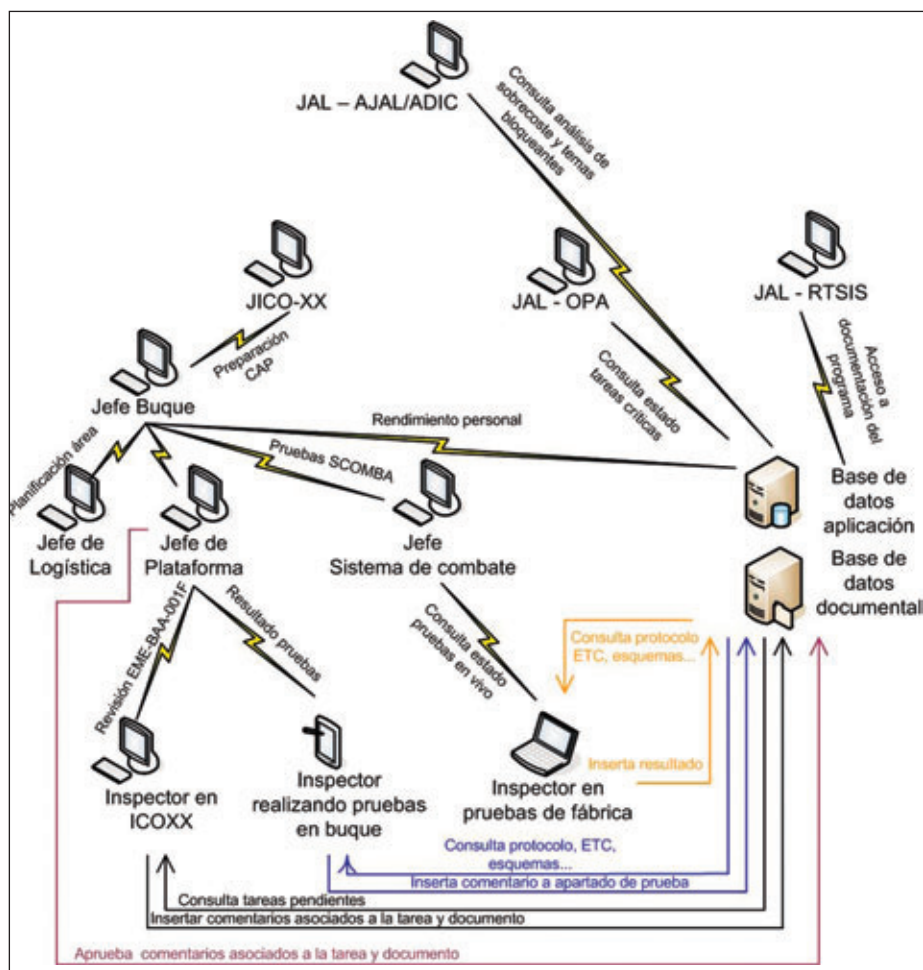 JAL – AJAL/ADIC
Consulta análisis de
sobrecoste y temas
bloqueantes
JICO-XX
JAL - OPA
JAL - RTSIS
Preparación
CAP
Consulta estado
tareas críticas
Acceso a
documentación del
programa
Jefe Buque
Rendimiento personal
Planificación área
Pruebas SCOMBA
Jefe de
Logística
Jefe de
Plataforma
Jefe
Sistema de combate
Base de
datos
aplicación
Base de
datos
documental
Revisión EME-BAA-001F
Resultado pruebas
Consulta estado
pruebas en vivo
Consulta protocolo
ETC, esquemas...
Inserta resultado
Inspector en
ICOXX
Inspector
realizando pruebas
en buque
Inspector en
pruebas de fábrica
Consulta protocolo, ETC,
esquemas...
Inserta comentario a apartado de prueba
Consulta tareas pendientes
Insertar comentarios asociados a la tarea y documento
Aprueba comentarios asociados a la tarea y documento